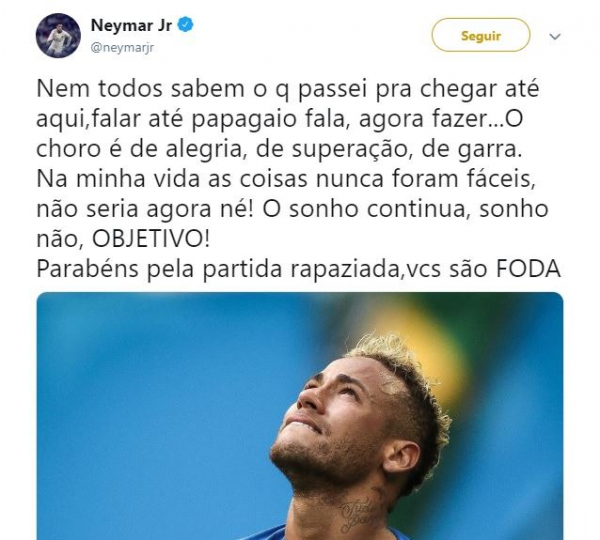 Neymar Jr
@neymarjr
Seguir
Nem todos sabem o q passei pra chegar até
aqui,falar até papagaio fala, agora fazer...O
choro é de alegria, de superação, de garra.
Na minha vida as coisas nunca foram fáceis,
não seria agora né! O sonho continua, sonho
não, OBJETIVO!
Parabéns pela partida rapaziada,vcs são FODA